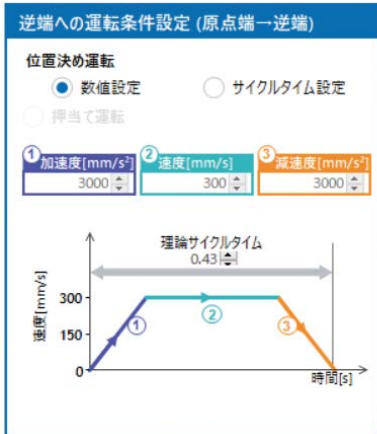 逆端への運転条件設定 (原点端→逆端)
位置決め運転
数値設定 サイクルタイム設定
押当て運転
① 加速度[mm/s²] ② 速度[mm/s] ③ 減速度[mm/s²]
3000 300 3000
理論サイクルタイム
0.43
速度[mm/s]
300
150
0
① ② ③
時間[s]